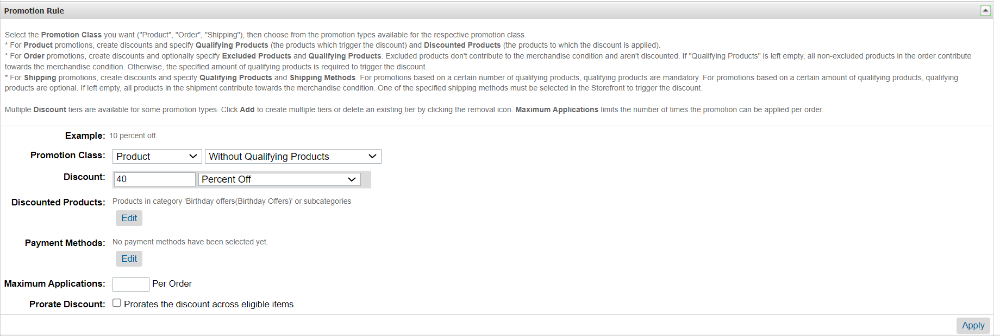 Promotion Rule
Select the Promotion Class you want ("Product", "Order", "Shipping"), then choose from the promotion types available for the respective promotion class.
* For Product promotions, create discounts and specify Qualifying Products (the products which trigger the discount) and Discounted Products (the products to which the discount is applied).
* For Order promotions, create discounts and optionally specify Excluded Products and Qualifying Products. Excluded products don't contribute to the merchandise condition and aren't discounted. If "Qualifying Products" is left empty, all non-excluded products in the order contribute
towards the merchandise condition. Otherwise, the specified amount of qualifying products is required to trigger the discount.
* For Shipping promotions, create discounts and specify Qualifying Products and Shipping Methods. For promotions based on a certain number of qualifying products, qualifying products are mandatory. For promotions based on a certain amount of qualifying products, qualifying
products are optional. If left empty, all products in the shipment contribute towards the merchandise condition. One of the specified shipping methods must be selected in the Storefront to trigger the discount.
Multiple Discount tiers are available for some promotion types. Click Add to create multiple tiers or delete an existing tier by clicking the removal icon. Maximum Applications limits the number of times the promotion can be applied per order.
Example: 10 percent off.
Promotion Class: Product Without Qualifying Products
Discount: 40 Percent Off
Discounted Products: Products in category 'Birthday offers(Birthday Offers)' or subcategories
Edit
Payment Methods: No payment methods have been selected yet.
Edit
Maximum Applications: Per Order
Prorate Discount: Prorates the discount across eligible items
Apply